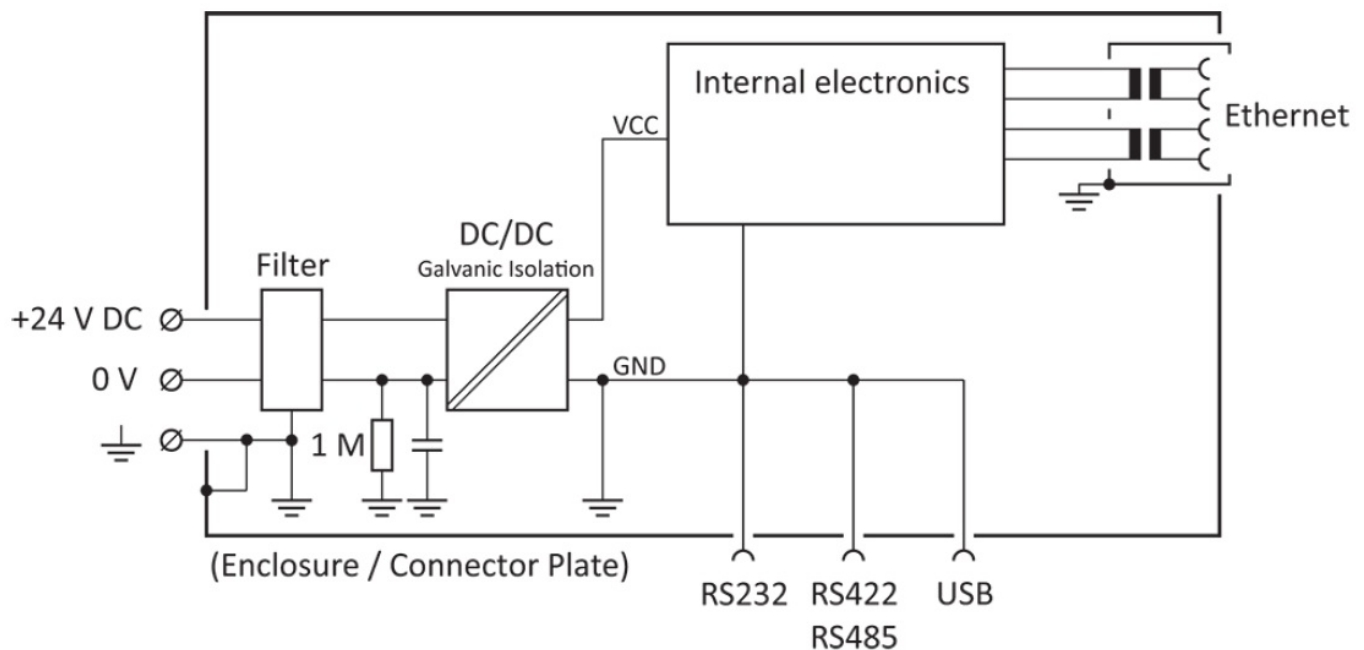 Internal electronics
Ethernet
VCC
DC/DC
Galvanic Isolation
Filter
+24 V DC
0 V
GND
1 M
(Enclosure / Connector Plate)
RS232
RS422
RS485
USB